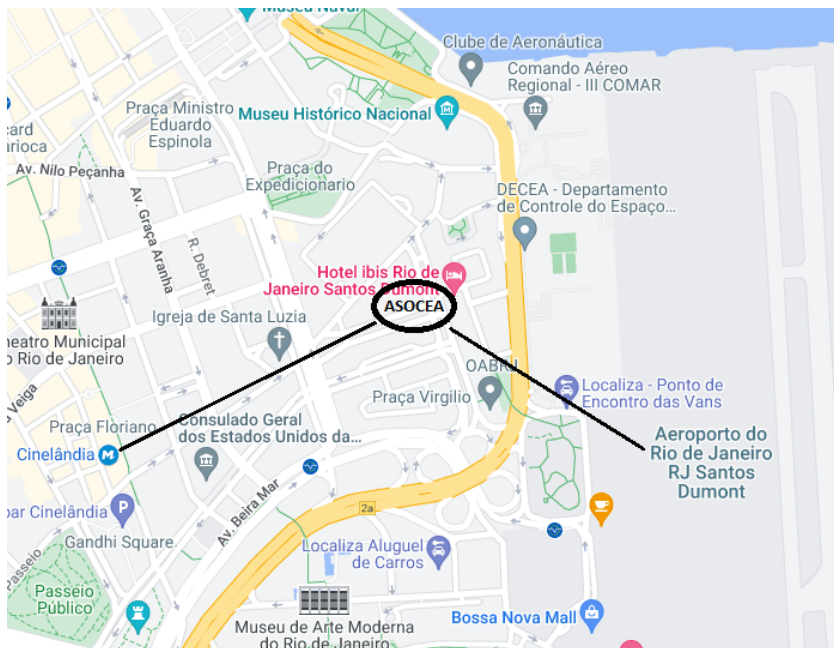 Museu Naval
Clube de Aeronáutica
Comando Aéreo
Regional - III COMAR
Praça Ministro
Eduardo
Espinola
Museu Histórico Nacional
card
arioca
Av. Nilo Peçanha
Praça do
Expedicionario
DECEA - Departamento
de Controle do Espaço...
Av. Graça Aranha
R. Debret
Hotel ibis Rio de
Janeiro Santos Dumont
ASOCEA
Igreja de Santa Luzia
heatro Municipal
o Rio de Janeiro
OABRJ
Localiza - Ponto de
Encontro das Vans
Praça Virgilio
Veiga
Praça Floriano
Consulado Geral
dos Estados Unidos da...
Cinelândia
M
Aeroporto do
Rio de Janeiro
RJ Santos
Dumont
par Cinelândia
P
Av. Beira Mar
2a
Gandhi Square
Passeio
Localiza Aluguel
de Carros
Passeio
Público
Bossa Nova Mall
Museu de Arte Moderna
do Rio de Janeiro